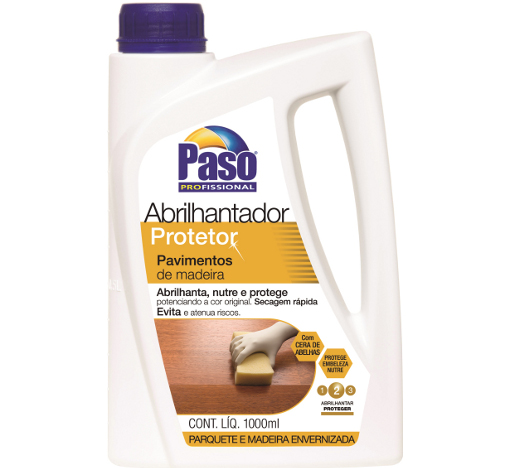 Paso
PROFISSIONAL
Abrilhantador
Protetor
Pavimentos
de madeira
Abrilhanta, nutre e protege
potenciando a cor original. Secagem rápida
Evita e atenua riscos.
Com
CERA DE
ABELHAS
PROTEGE
EMBELEZA
NUTRE
1 2 3
ABRILHANTAR
PROTEGER
CONT. LÍQ. 1000ml
PARQUETE E MADEIRA ENVERNIZADA